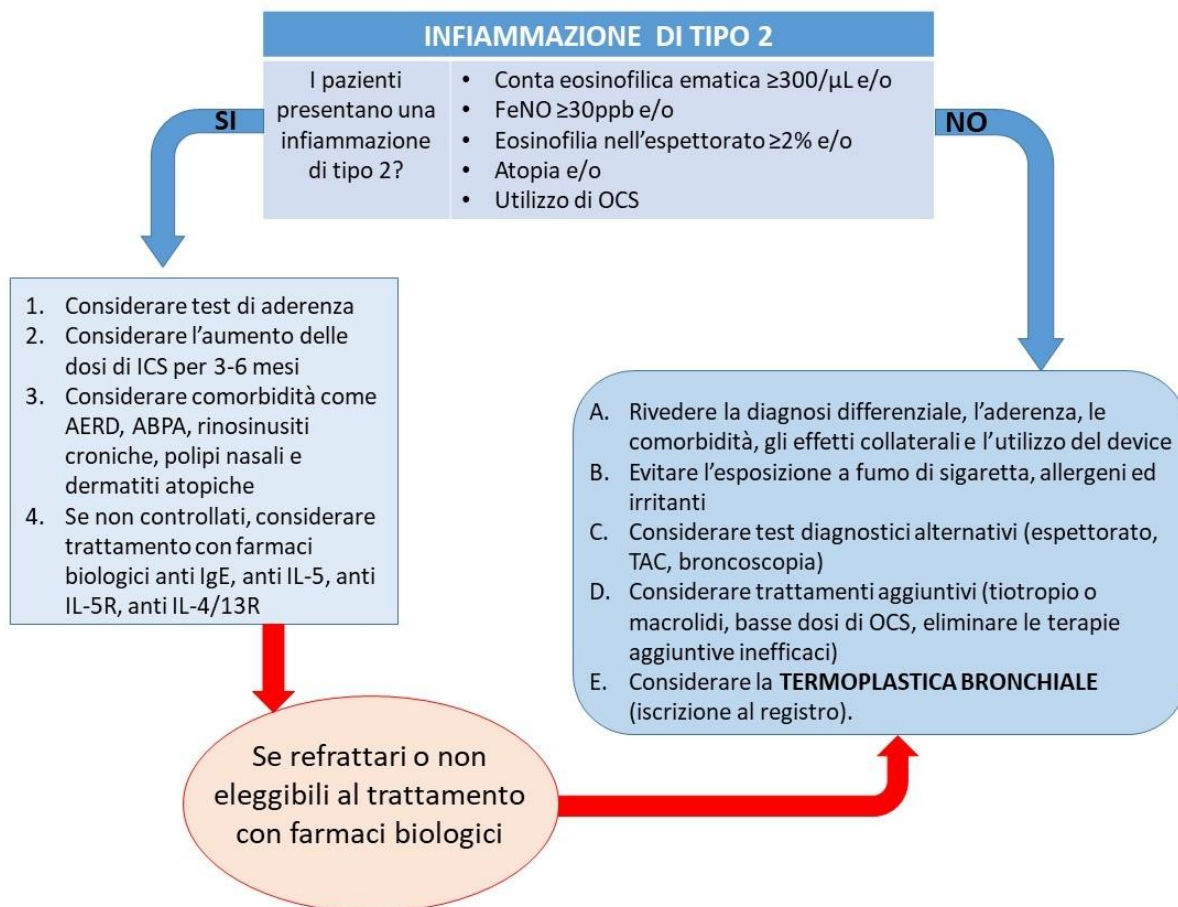 INFIAMMAZIONE DI TIPO 2
I pazienti
presentano una
infiammazione
di tipo 2?
• Conta eosinofilica ematica ≥300/µL e/o
• FeNO ≥30ppb e/o
• Eosinofilia nell'espettorato ≥2% e/o
• Atopia e/o
• Utilizzo di OCS
SI
NO
1. Considerare test di aderenza
2. Considerare l'aumento delle
dosi di ICS per 3-6 mesi
3. Considerare comorbidità come
AERD, ABPA, rinosinusiti
croniche, polipi nasali e
dermatiti atopiche
4. Se non controllati, considerare
trattamento con farmaci
biologici anti IgE, anti IL-5, anti
IL-5R, anti IL-4/13R
A. Rivedere la diagnosi differenziale, l'aderenza, le
comorbidità, gli effetti collaterali e l'utilizzo del device
B. Evitare l'esposizione a fumo di sigaretta, allergeni ed
irritanti
C. Considerare test diagnostici alternativi (espettorato,
TAC, broncoscopia)
D. Considerare trattamenti aggiuntivi (tiotropio o
macrolidi, basse dosi di OCS, eliminare le terapie
aggiuntive inefficaci)
E. Considerare la TERMOPLASTICA BRONCHIALE
(iscrizione al registro).
Se refrattari o non
eleggibili al trattamento
con farmaci biologici